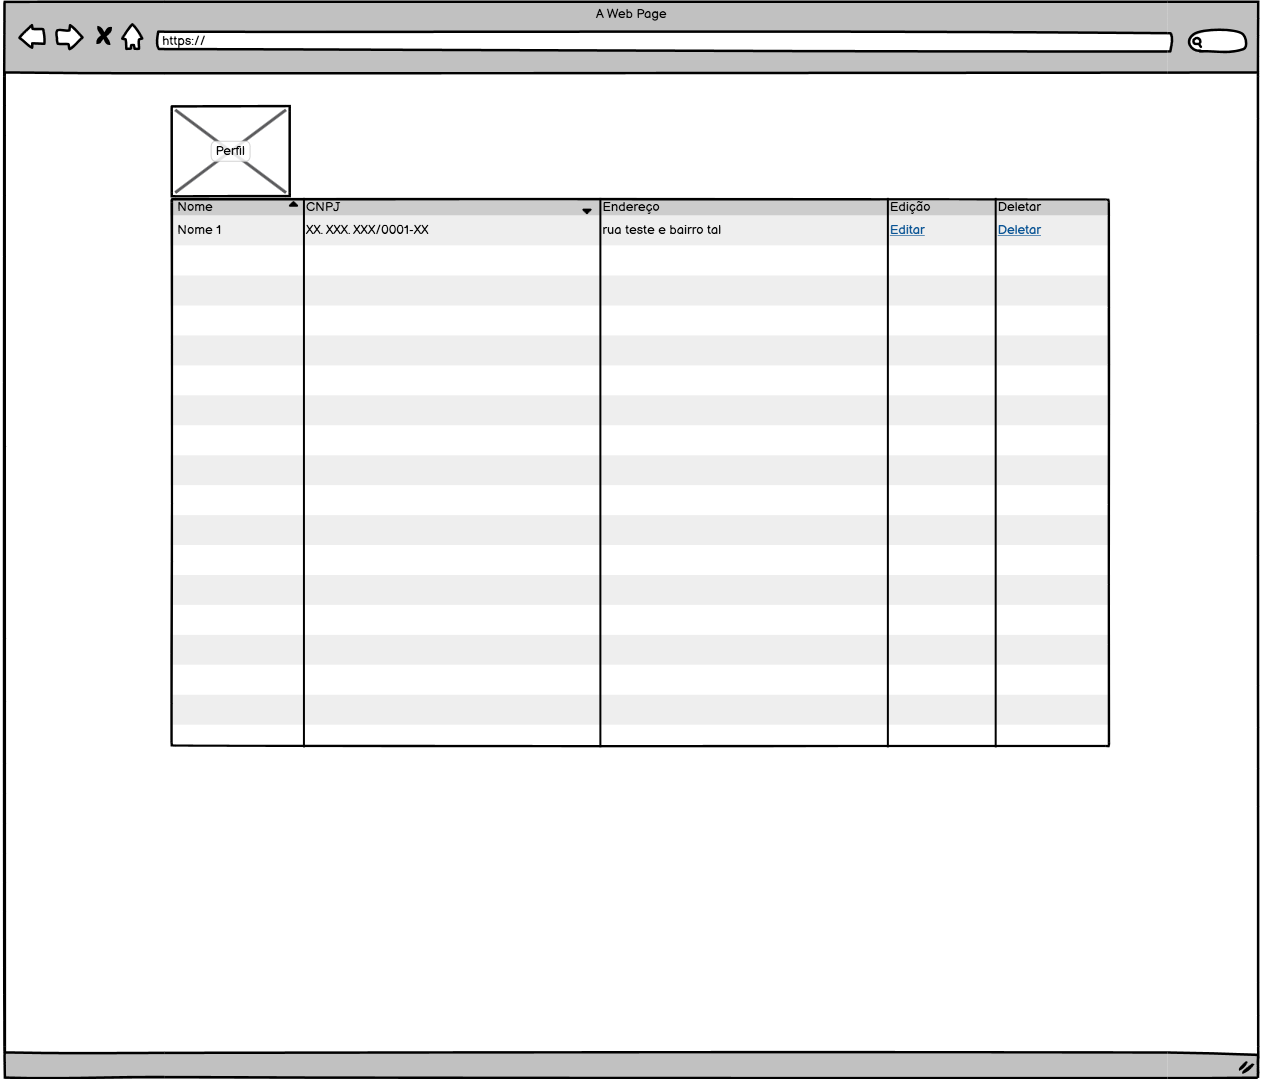 A Web Page
https://
Perfil
Nome CNPJ Endereço Edição Deletar
Nome 1 XX. XXX. XXX/0001-XX rua teste e bairro tal Editar Deletar